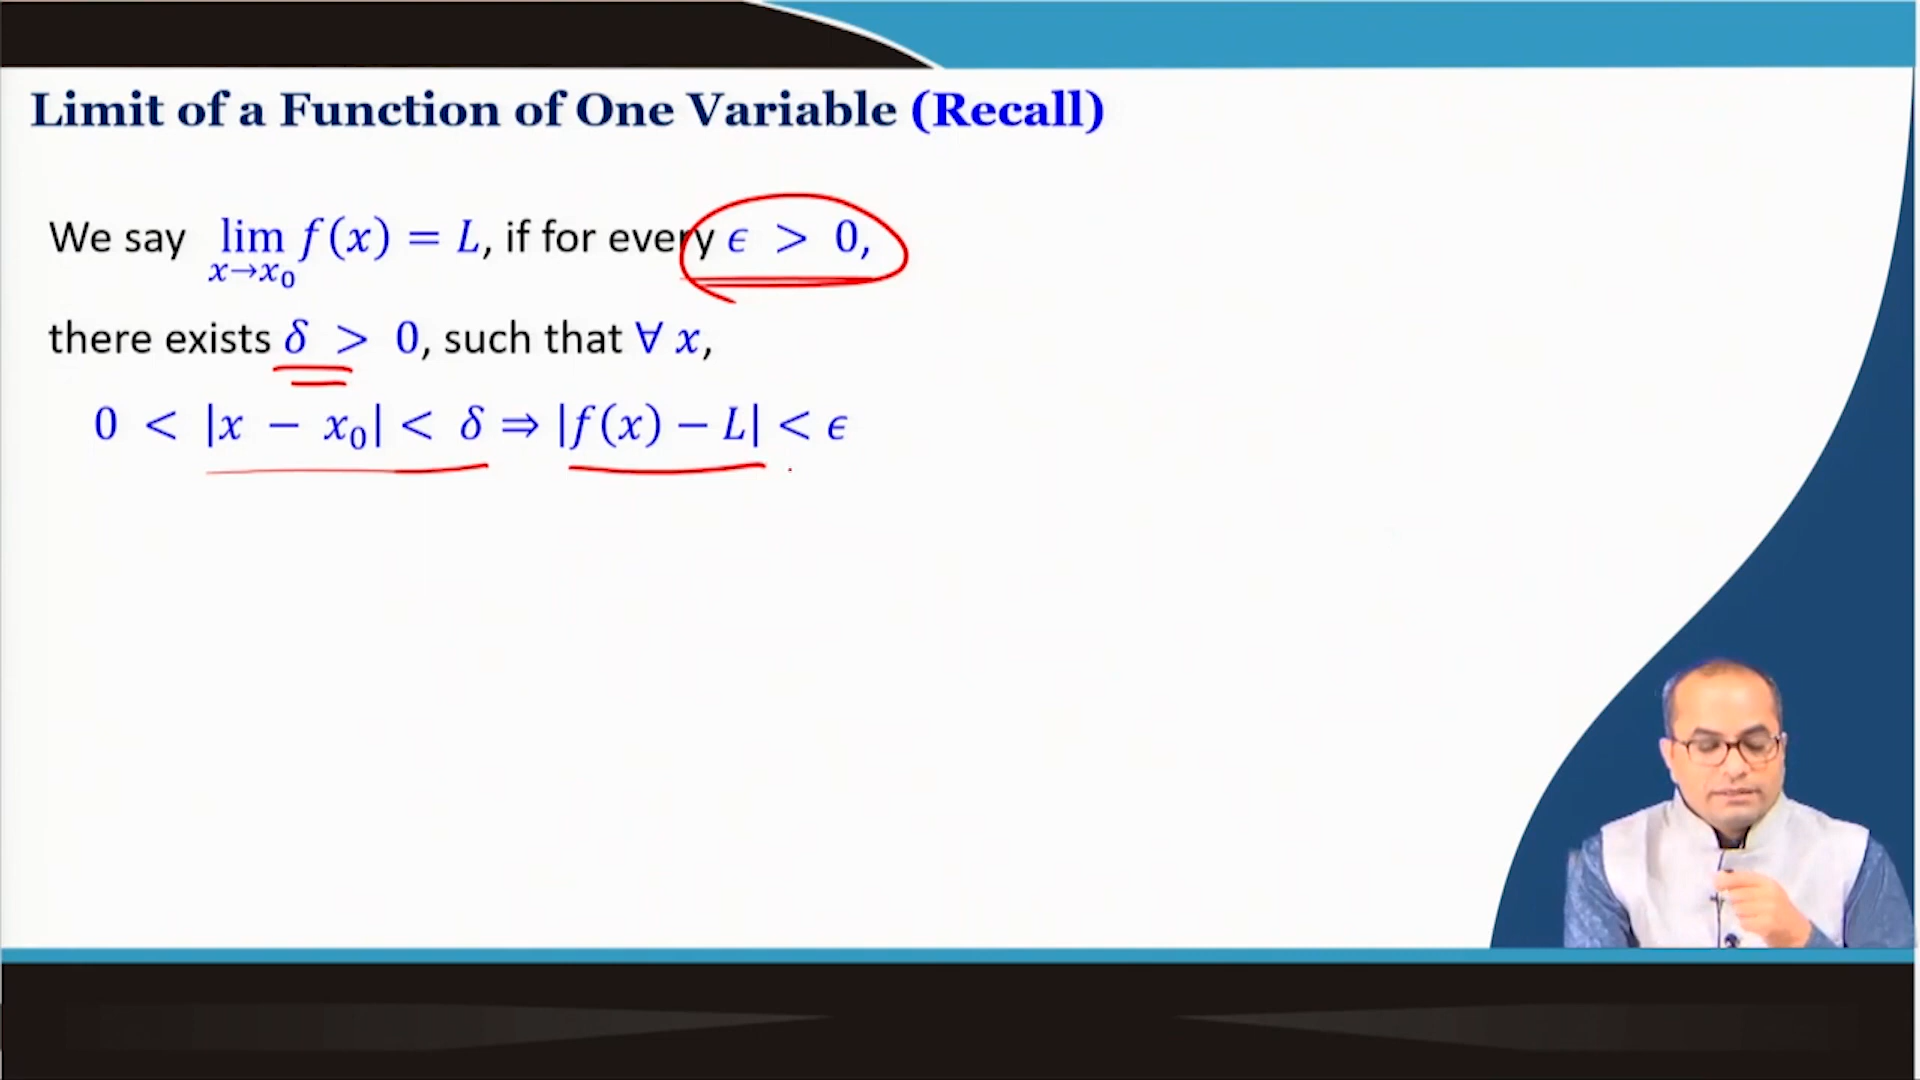 Limit of a Function of One Variable (Recall)
We say lim f(x) = L, if for every ϵ > 0,
x→x₀
there exists δ > 0, such that ∀ x,
0 < |x − x₀| < δ ⇒ |f(x) − L| < ϵ